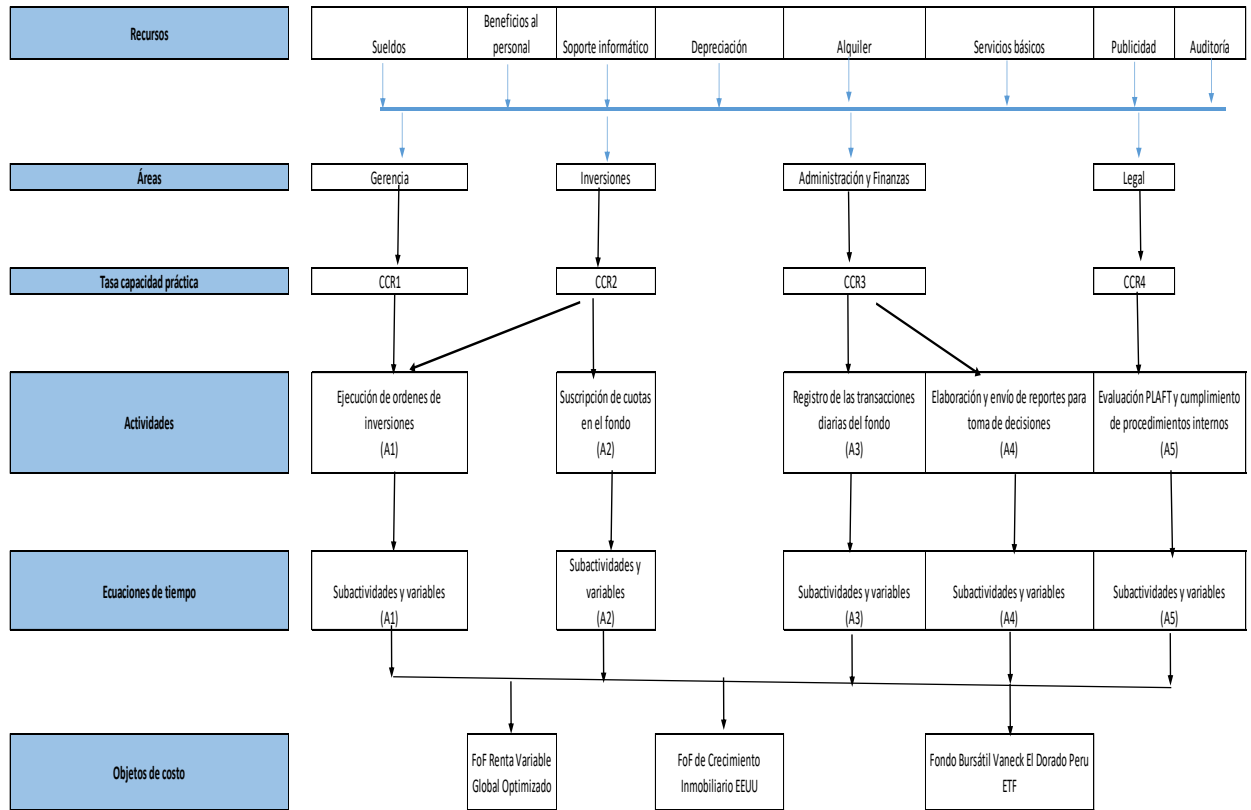 Recursos
Sueldos
Beneficios al
personal
Soporte informático
Depreciación
Alquiler
Servicios básicos
Publicidad
Auditoría
Áreas
Gerencia
Inversiones
Administración y Finanzas
Legal
Tasa capacidad práctica
CCR1
CCR2
CCR3
CCR4
Actividades
Ejecución de ordenes de
inversiones
(A1)
Suscripción de cuotas
en el fondo
(A2)
Registro de las transacciones
diarias del fondo
(A3)
Elaboración y envío de reportes para
toma de decisiones
(A4)
Evaluación PLAFT y cumplimiento
de procedimientos internos
(A5)
Ecuaciones de tiempo
Subactividades y variables
(A1)
Subactividades y
variables
(A2)
Subactividades y variables
(A3)
Subactividades y variables
(A4)
Subactividades y variables
(A5)
Objetos de costo
FoF Renta Variable
Global Optimizado
FoF de Crecimiento
Inmobiliario EEUU
Fondo Bursátil Vaneck El Dorado Peru
ETF